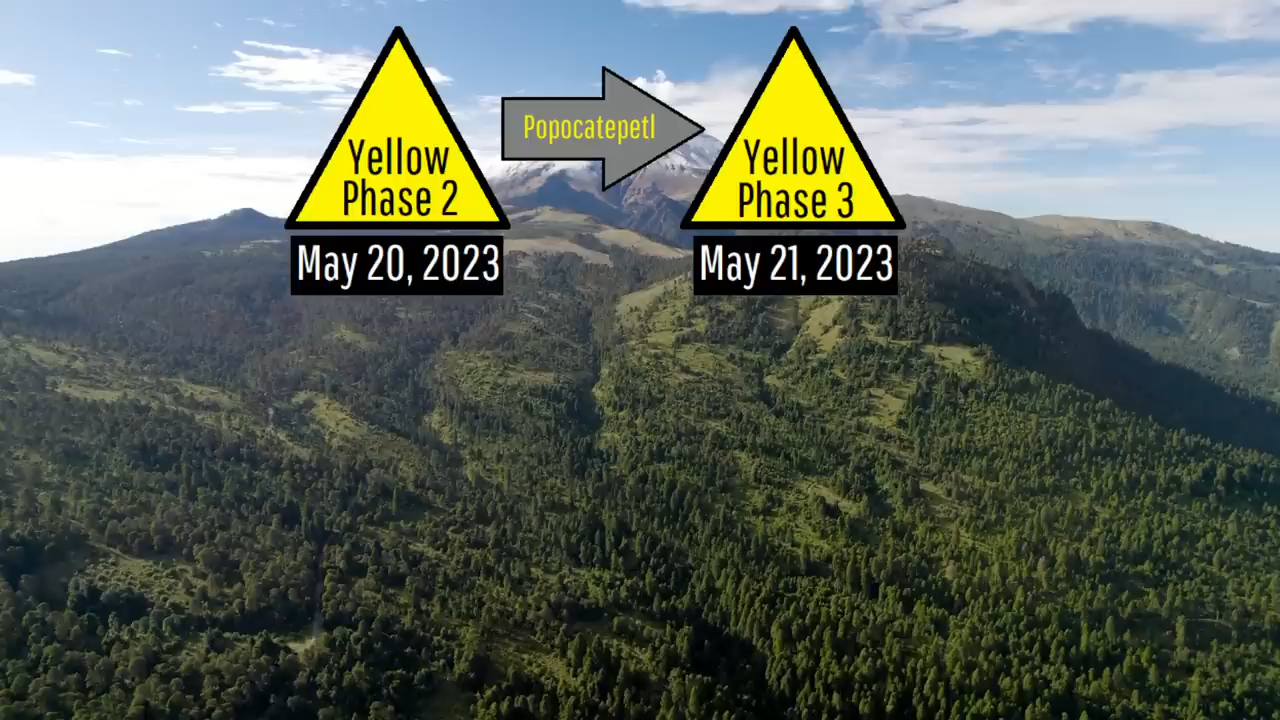 Popocatepetl
Yellow
Phase 2
Yellow
Phase 3
May 20, 2023
May 21, 2023